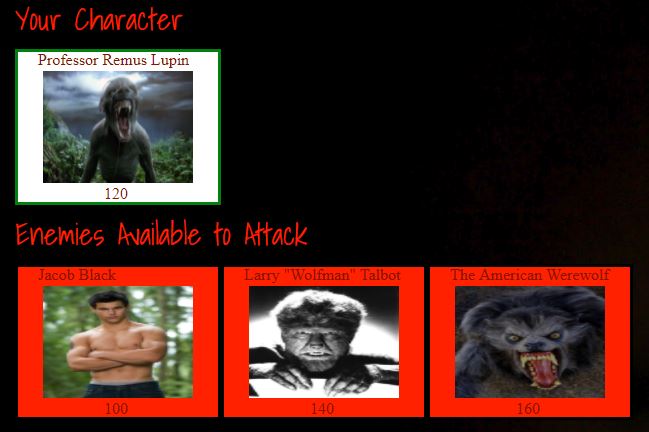 Your Character
Professor Remus Lupin
120
Enemies Available to Attack
Jacob Black
Larry "Wolfman" Talbot
The American Werewolf
100
140
160